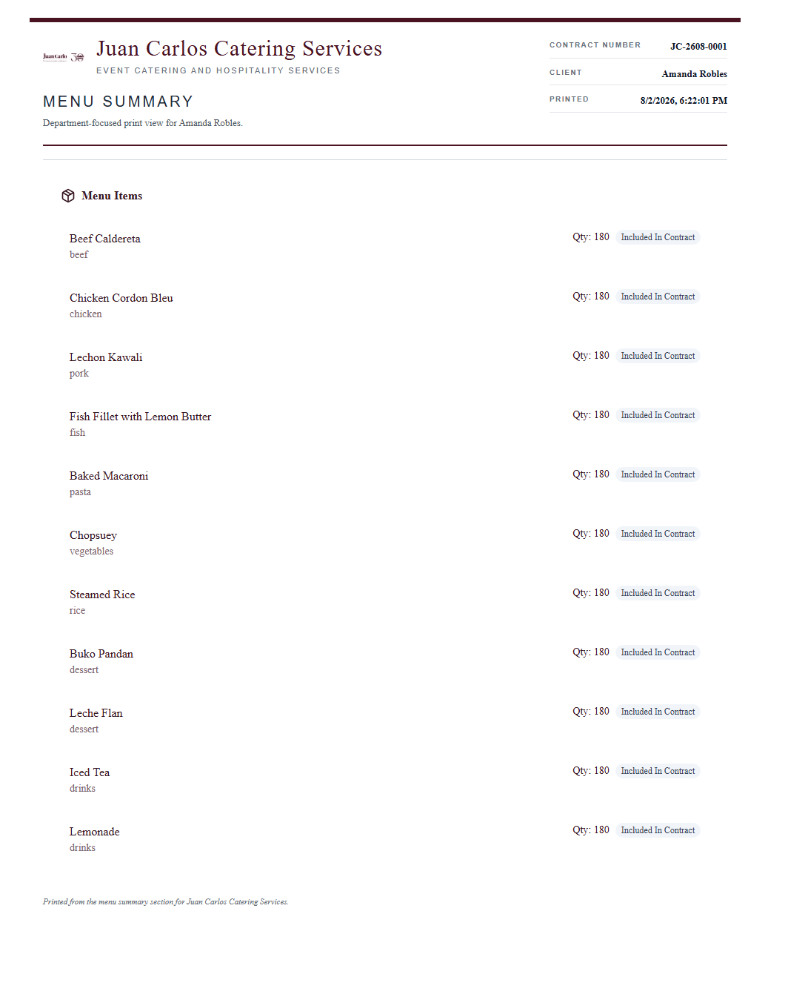 Juan Carlo 30
Juan Carlos Catering Services
EVENT CATERING AND HOSPITALITY SERVICES
MENU SUMMARY
Department-focused print view for Amanda Robles.
CONTRACT NUMBER JC-2608-0001
CLIENT Amanda Robles
PRINTED 8/2/2026, 6:22:01 PM
Menu Items
Beef Caldereta Qty: 180 Included In Contract
beef
Chicken Cordon Bleu Qty: 180 Included In Contract
chicken
Lechon Kawali Qty: 180 Included In Contract
pork
Fish Fillet with Lemon Butter Qty: 180 Included In Contract
fish
Baked Macaroni Qty: 180 Included In Contract
pasta
Chopsuey Qty: 180 Included In Contract
vegetables
Steamed Rice Qty: 180 Included In Contract
rice
Buko Pandan Qty: 180 Included In Contract
dessert
Leche Flan Qty: 180 Included In Contract
dessert
Iced Tea Qty: 180 Included In Contract
drinks
Lemonade Qty: 180 Included In Contract
drinks
Printed from the menu summary section for Juan Carlos Catering Services.